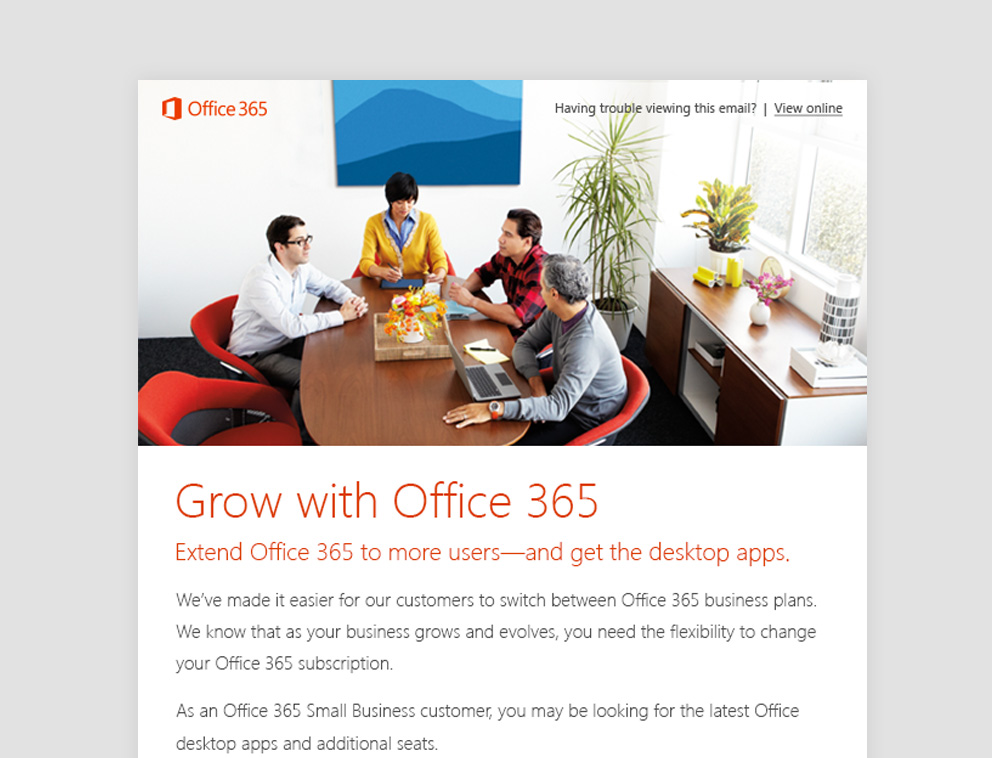 Office 365
Having trouble viewing this email? | View online
Grow with Office 365
Extend Office 365 to more users—and get the desktop apps.
We’ve made it easier for our customers to switch between Office 365 business plans.
We know that as your business grows and evolves, you need the flexibility to change
your Office 365 subscription.
As an Office 365 Small Business customer, you may be looking for the latest Office
desktop apps and additional seats.